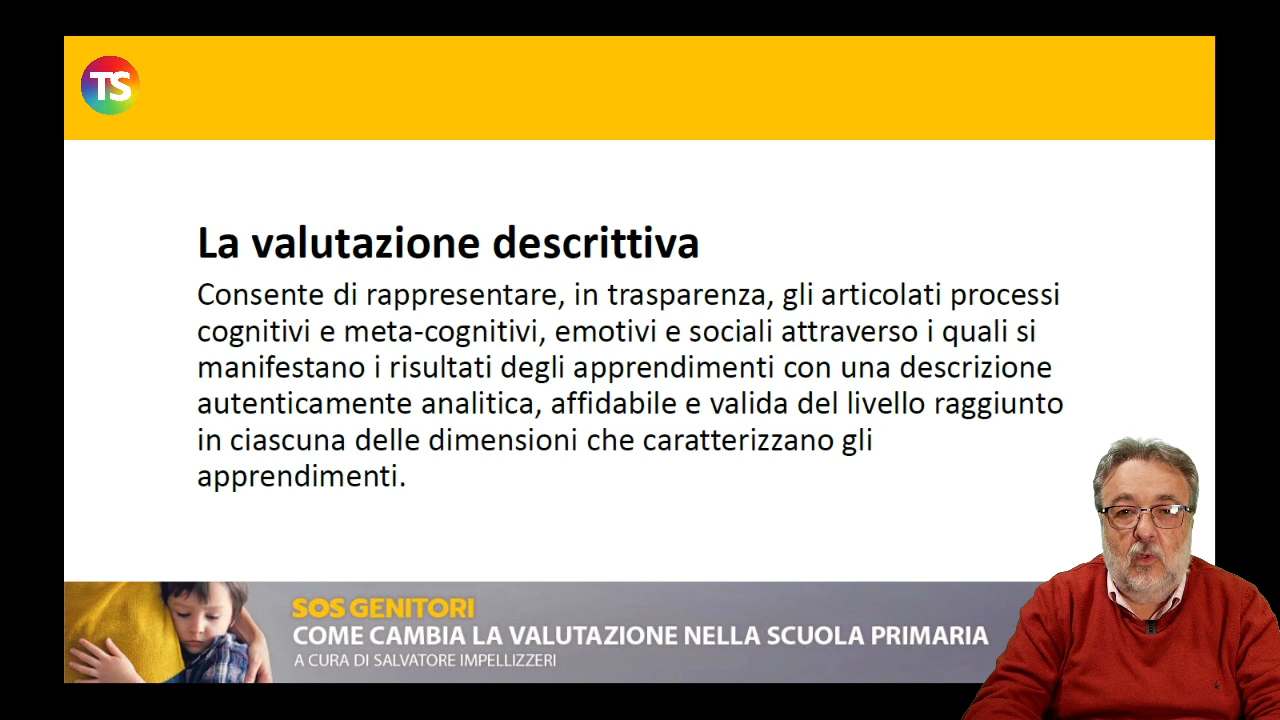 TS
La valutazione descrittiva
Consente di rappresentare, in trasparenza, gli articolati processi
cognitivi e meta-cognitivi, emotivi e sociali attraverso i quali si
manifestano i risultati degli apprendimenti con una descrizione
autenticamente analitica, affidabile e valida del livello raggiunto
in ciascuna delle dimensioni che caratterizzano gli
apprendimenti.
SOS GENITORI
COME CAMBIA LA VALUTAZIONE NELLA SCUOLA PRIMARIA
A CURA DI SALVATORE IMPELLIZZERI